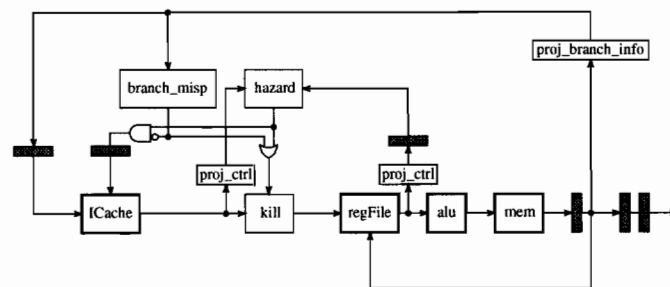 proj_branch_info
branch_misp
hazard
proj_ctrl
proj_ctrl
ICache
kill
regFile
alu
mem